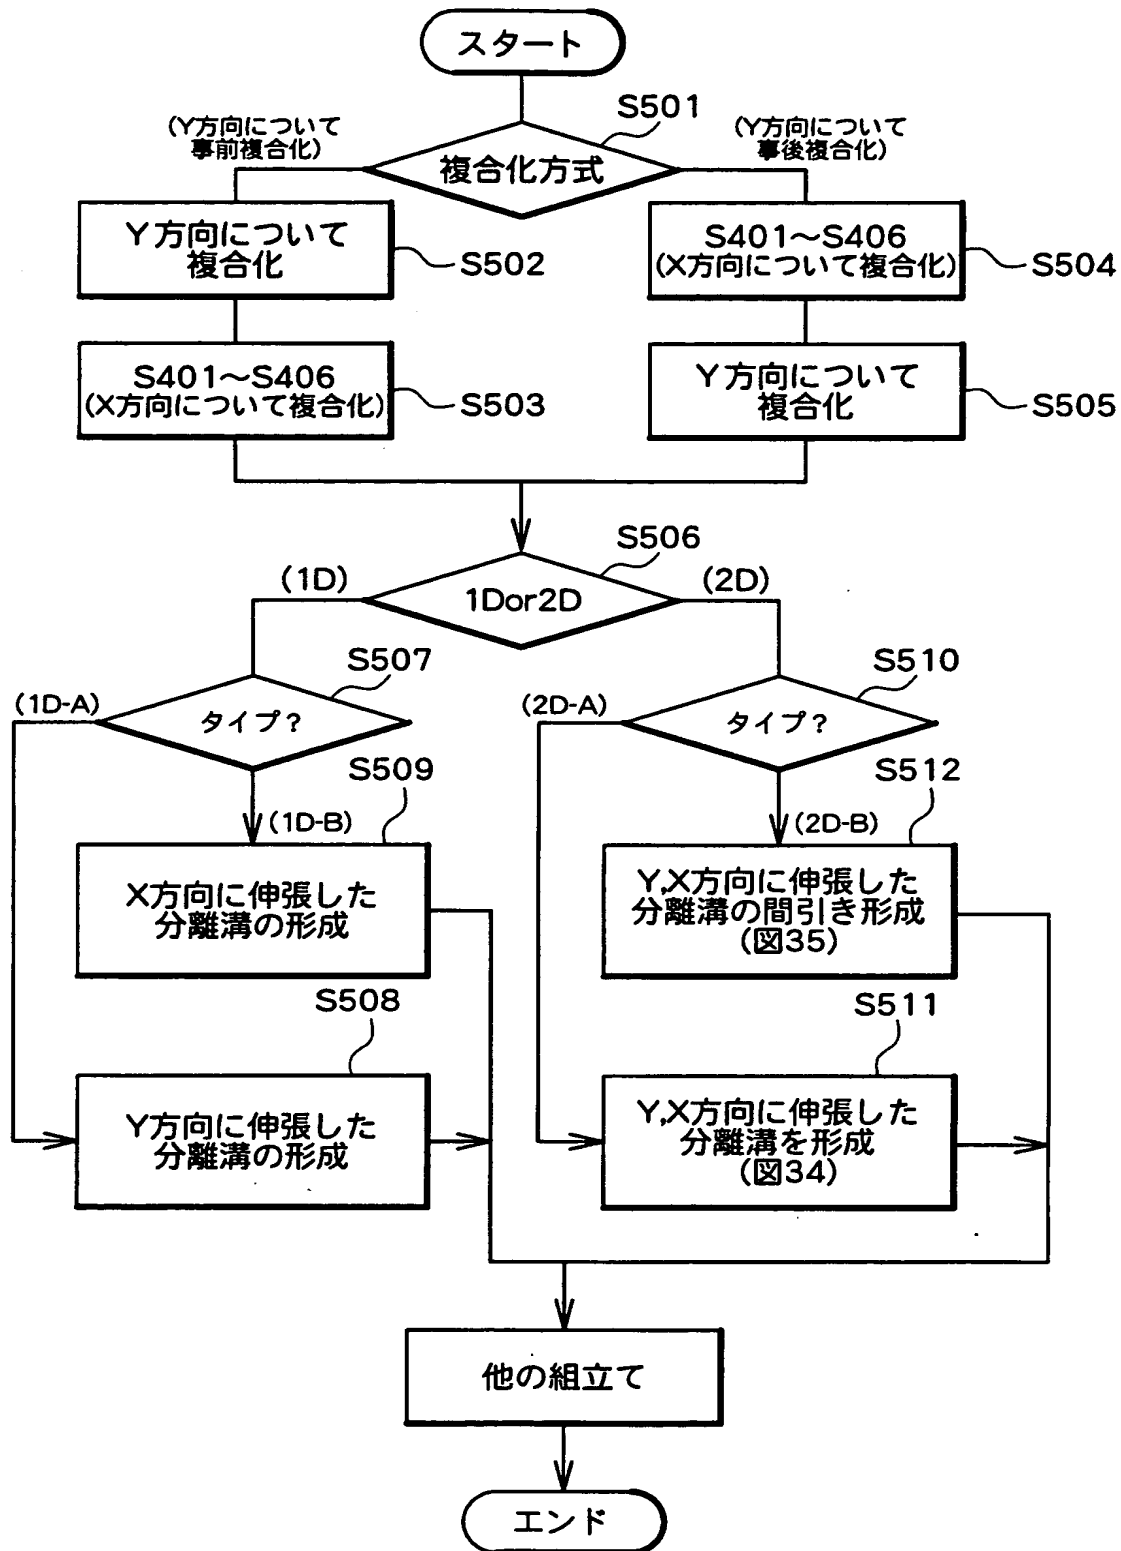 スタート
S501
(Y方向について
事前複合化)
(Y方向について
事後複合化)
複合化方式
Y方向について
複合化
S502
S401～S406
(X方向について複合化)
S504
S401～S406
(X方向について複合化)
S503
Y方向について
複合化
S505
S506
(1D)
1Dor2D
(2D)
S507
S510
(1D-A)
タイプ？
(2D-A)
タイプ？
S509
S512
(1D-B)
(2D-B)
X方向に伸張した
分離溝の形成
Y,X方向に伸張した
分離溝の間引き形成
(図35)
S508
S511
Y方向に伸張した
分離溝の形成
Y,X方向に伸張した
分離溝を形成
(図34)
他の組立て
エンド